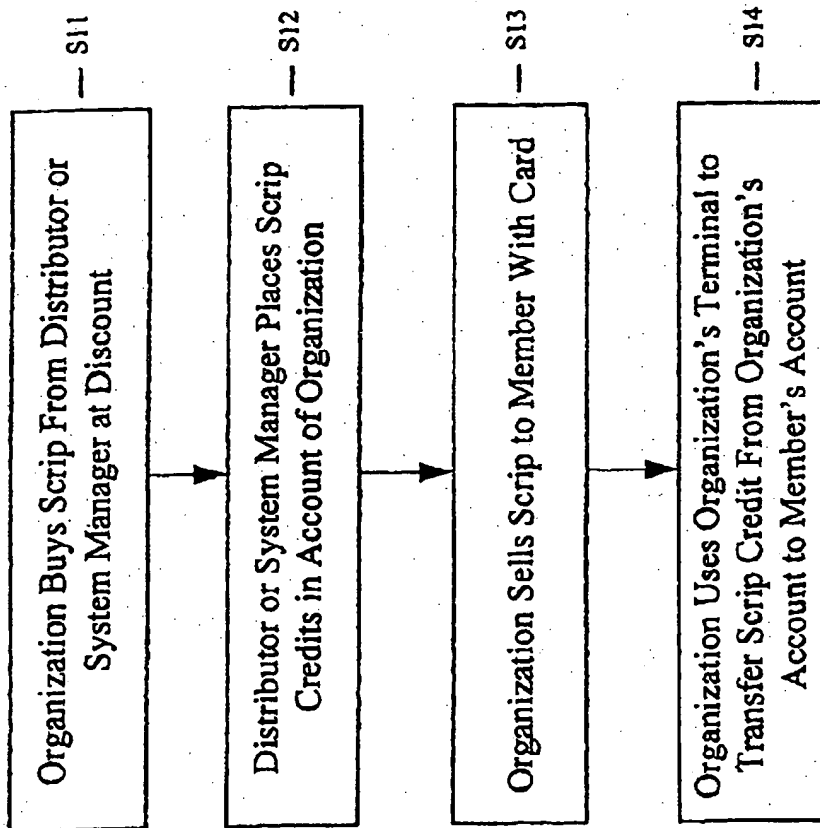 Organization Buys Scrip From Distributor or
System Manager at Discount
— S11
Distributor or System Manager Places Scrip
Credits in Account of Organization
— S12
Organization Sells Scrip to Member With Card
— S13
Organization Uses Organization's Terminal to
Transfer Scrip Credit From Organization's
Account to Member's Account
— S14